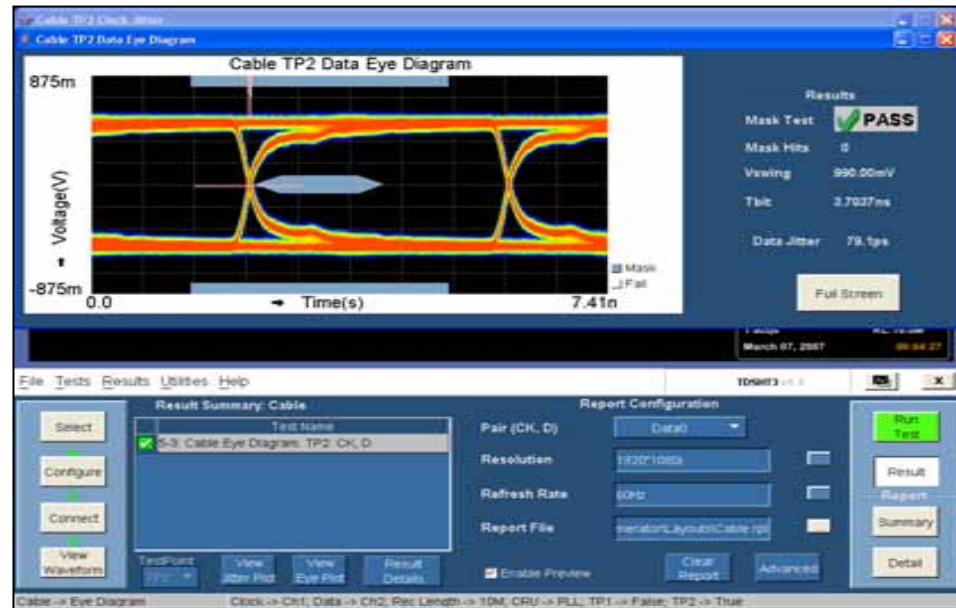 Cable TP2 Clock Jitter
Cable TP2 Data Eye Diagram
Cable TP2 Data Eye Diagram
875m
Voltage(V)
-875m
0.0
Time(s)
7.41n
Mask
Fail
Results
Mask Test PASS
Mask Hits 0
Vswing 990.00mV
Tbit 3.7037ns
Data Jitter 79.1ps
Full Screen
March 07, 2007
File Tests Results Utilities Help
TDSHT3
x
Select
Configure
Connect
View Waveform
Result Summary: Cable
Test Name
5-3: Cable Eye Diagram: TP2: CK, D
TestPoint
TP2
View Jitter Plot
View Eye Plot
Result Details
Report Configuration
Pair (CK, D) Data0
Resolution 1920*1080i
Refresh Rate 60Hz
Report File nerator\Layouts\Cable.rpt
Enable Preview
Clear Report
Advanced
Run Test
Result
Report
Summary
Detail
Cable -> Eye Diagram Clock -> Ch1, Data -> Ch2, Rec Length -> 10M, CRU -> PLL, TP1 -> False, TP2 -> True